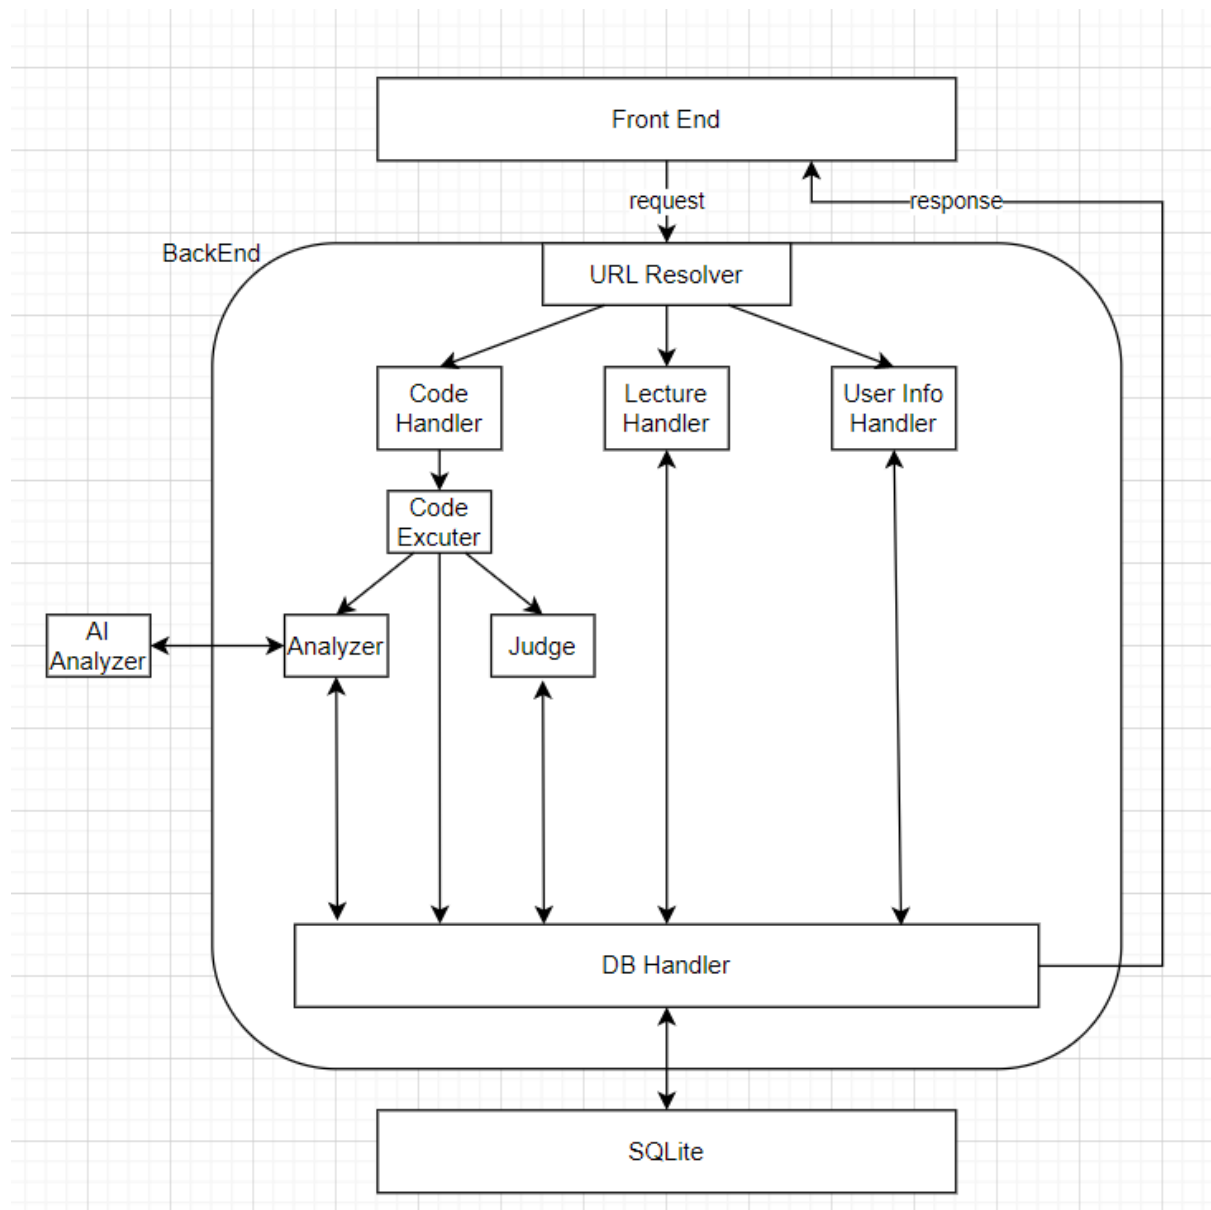 Front End
request
response
BackEnd
URL Resolver
Code
Handler
Lecture
Handler
User Info
Handler
Code
Excuter
AI
Analyzer
Analyzer
Judge
DB Handler
SQLite